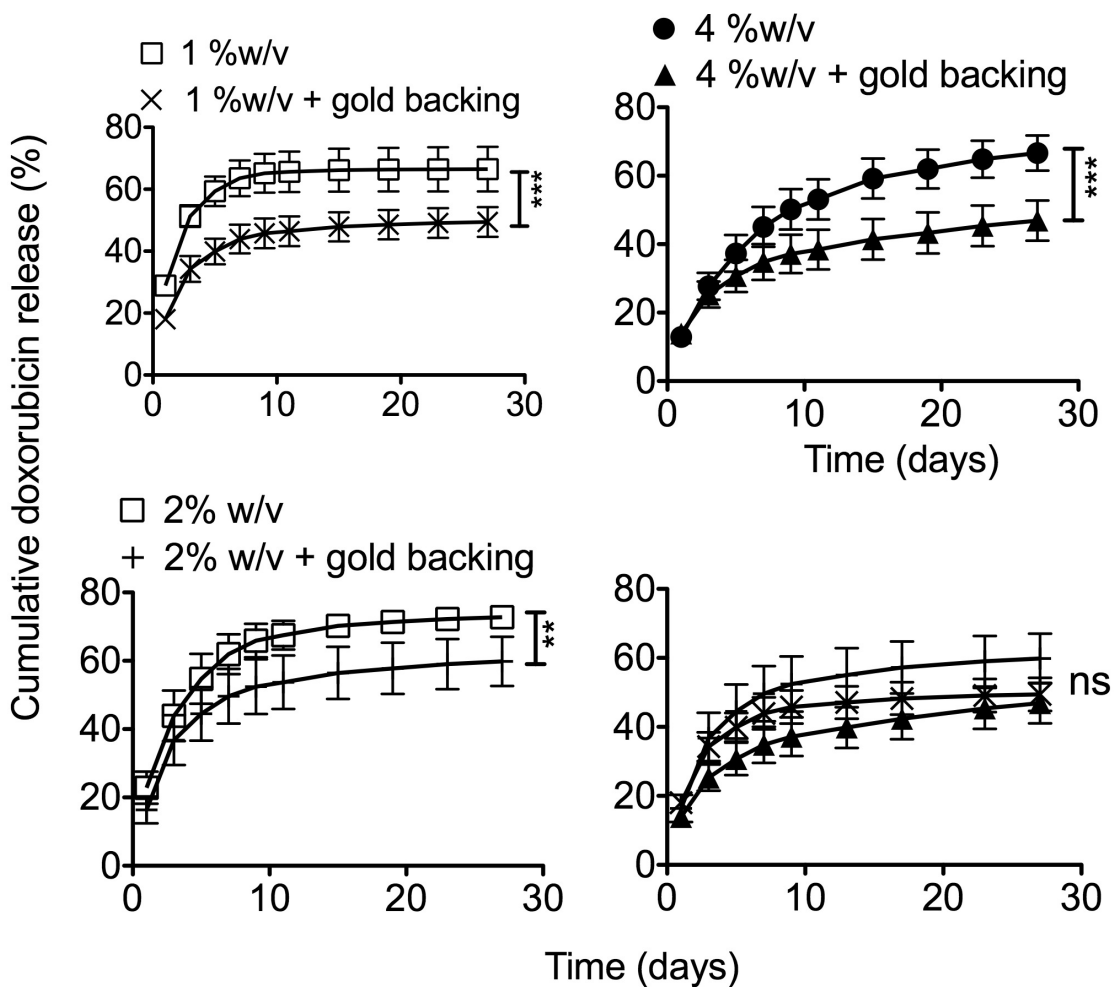 Cumulative doxorubicin release (%)
1 %w/v
1 %w/v + gold backing
80
60
40
20
0
0 10 20 30
***
4 %w/v
4 %w/v + gold backing
80
60
40
20
0
0 10 20 30
***
Time (days)
2% w/v
2% w/v + gold backing
80
60
40
20
0
0 10 20 30
**
80
60
40
20
0
0 10 20 30
ns
Time (days)